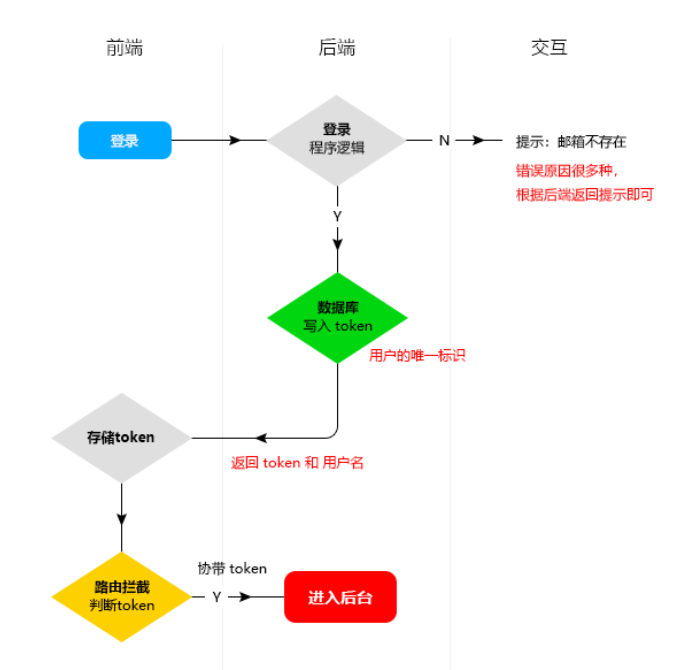 前端
后端
交互
登录
登录
程序逻辑
N
提示：邮箱不存在
错误原因很多种，
根据后端返回提示即可
Y
数据库
写入 token
用户的唯一标识
存储token
返回 token 和 用户名
路由拦截
判断token
协带 token
Y
进入后台